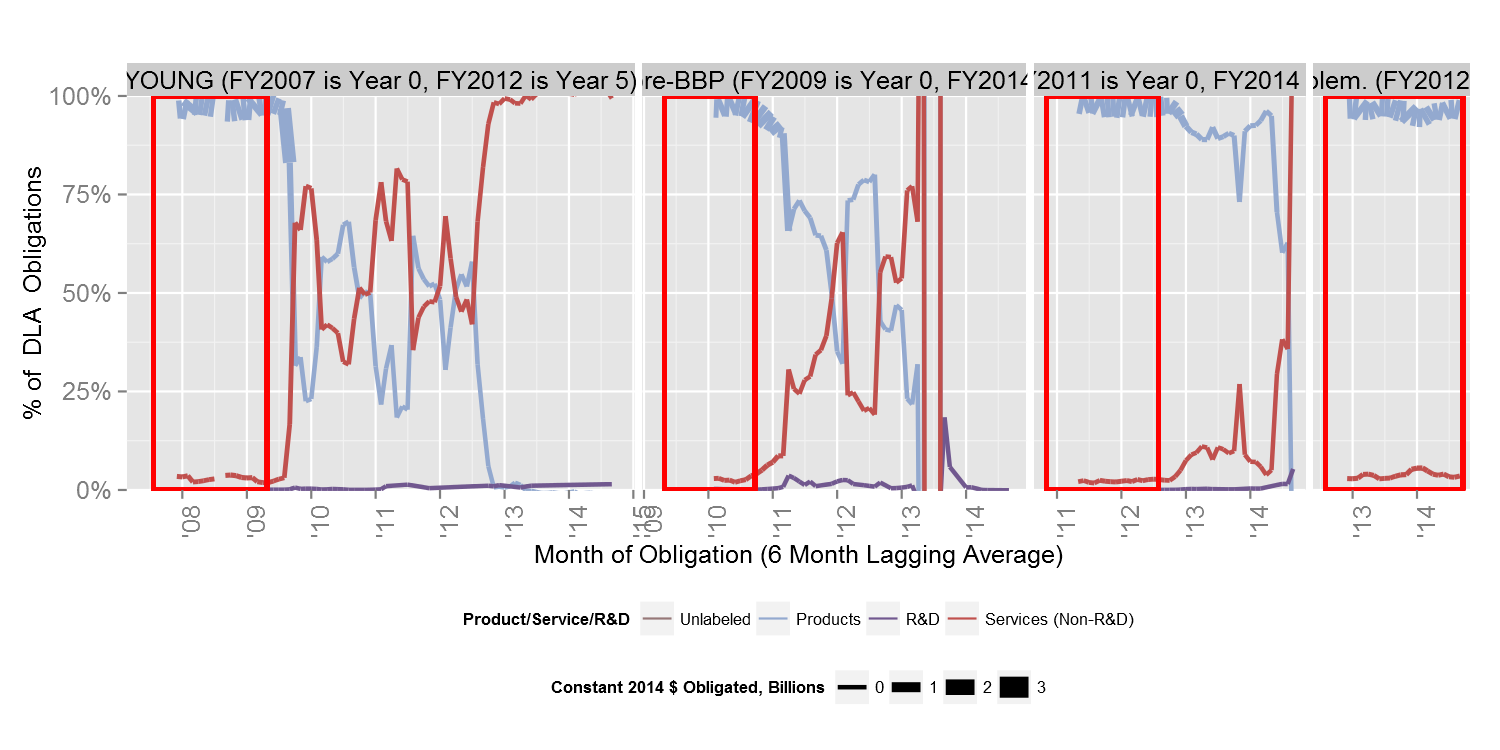 YOUNG (FY2007 is Year 0, FY2012 is Year 5)
re-BBP (FY2009 is Year 0, FY2014
2011 is Year 0, FY2014
lem. (FY2012
100%
75%
50%
25%
0%
% of DLA Obligations
'08 '09 '10 '11 '12 '13 '14 '15
'09 '10 '11 '12 '13 '14
'11 '12 '13 '14
'13 '14
Month of Obligation (6 Month Lagging Average)
Product/Service/R&D Unlabeled Products R&D Services (Non-R&D)
Constant 2014 $ Obligated, Billions 0 1 2 3